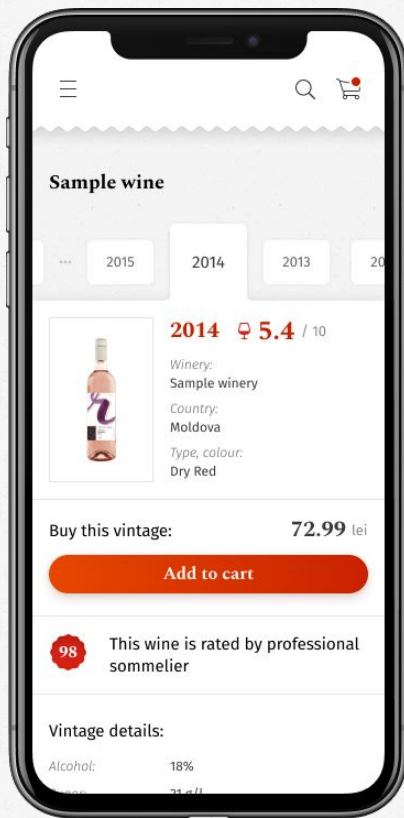 Sample wine
... 2015 2014 2013 20
2014 5.4 / 10
Winery:
Sample winery
Country:
Moldova
Type, colour:
Dry Red
Buy this vintage: 72.99 lei
Add to cart
98 This wine is rated by professional
sommelier
Vintage details:
Alcohol: 18%
21 g/l